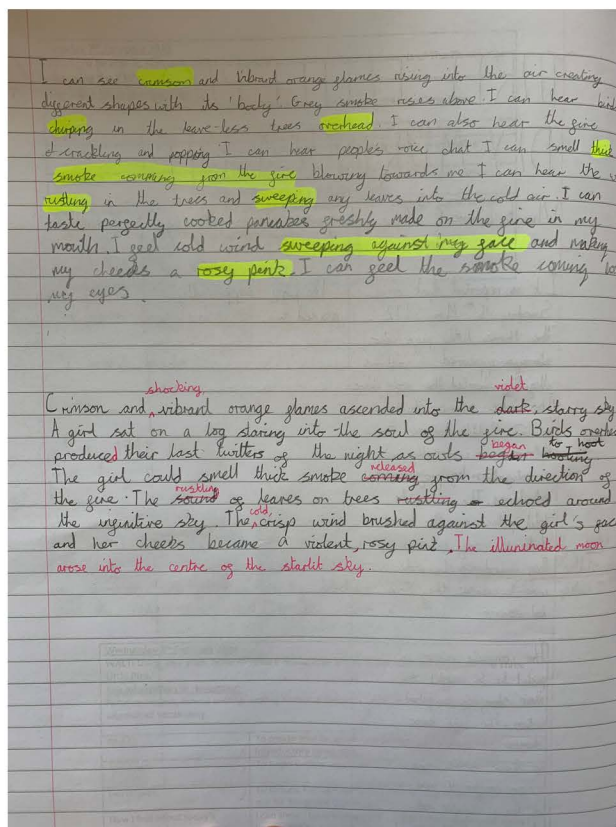 I can see crimson and vibrant orange flames rising into the air creating
different shapes with its 'body'. Grey smoke rises above. I can hear bird
chirping in the leave-less trees overhead. I can also hear the fire
crackling and popping I can hear peoples voice chat I can smell thick
smoke comping from the fire blowing towards me I can hear the
rustling in the trees and sweeping any leaves into the cold air. I can
taste perfectly cooked pancakes freshly made on the fire in my
mouth. I feel cold wind sweeping against my face and making
my cheeks a rosy pink. I can feel the smoke coming
my eyes.
shocking violet
Crimson and vibrant orange flames ascended into the dark, starry sky
A girl sat on a log staring into the soul of the fire. Birds overhead
produced their last twitters of the night as owls began to hoot hooting
The girl could smell thick smoke coming released from the direction of
the fire. The sound rustling of leaves on trees rustling echoed around
the infinitive sky. The cold crisp wind brushed against the girl's face
and her cheeks became a violent, rosy pink. The illuminated moon
arose into the centre of the starlit sky.